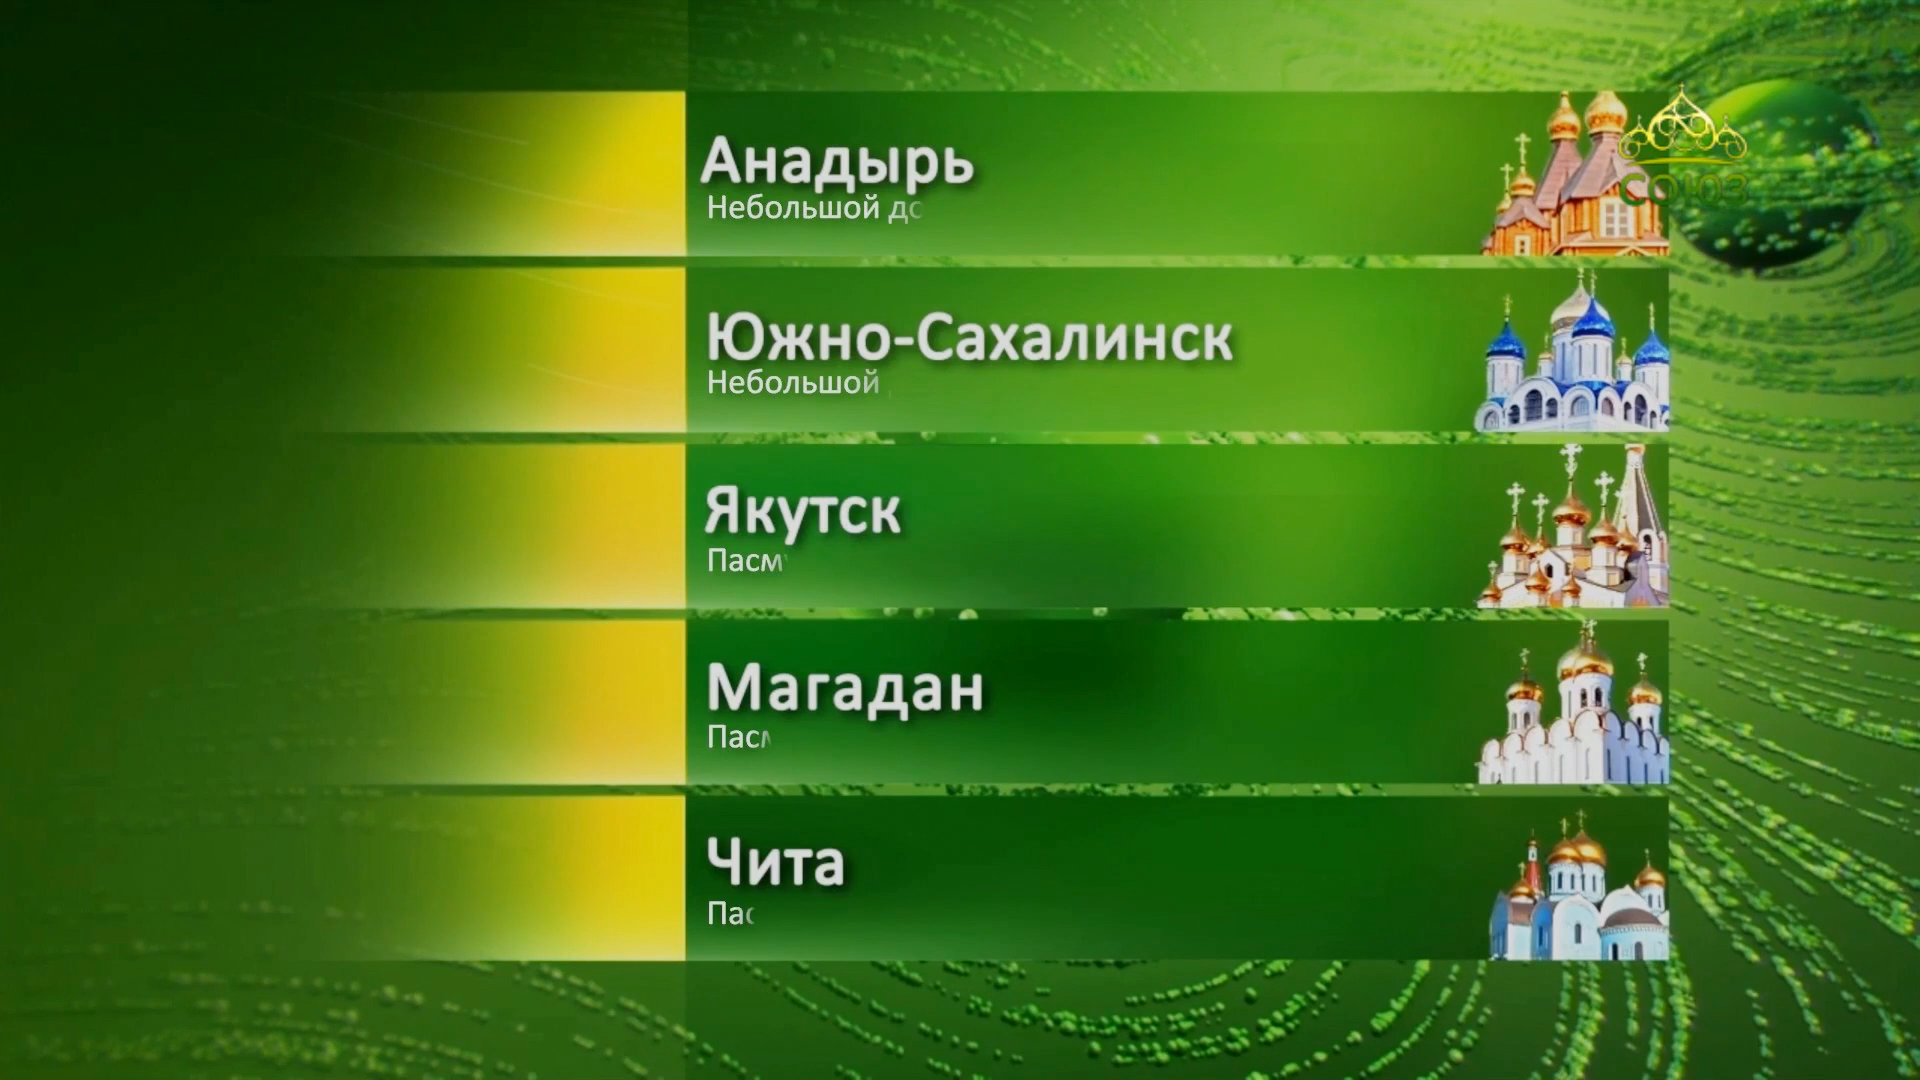 Анадырь
Небольшой
СОЮЗ
Южно-Сахалинск
Небольшой
Якутск
Магадан
Чита